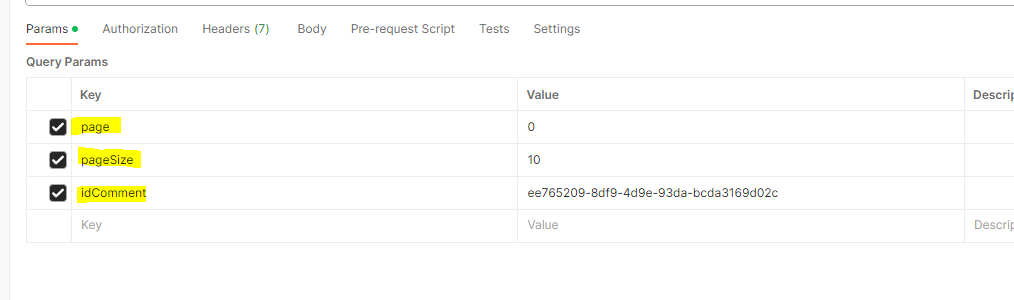 Params Authorization Headers (7) Body Pre-request Script Tests Settings
Query Params
Key Value Descrip
page 0
pageSize 10
idComment ee765209-8df9-4d9e-93da-bcda3169d02c
Key Value Descrip